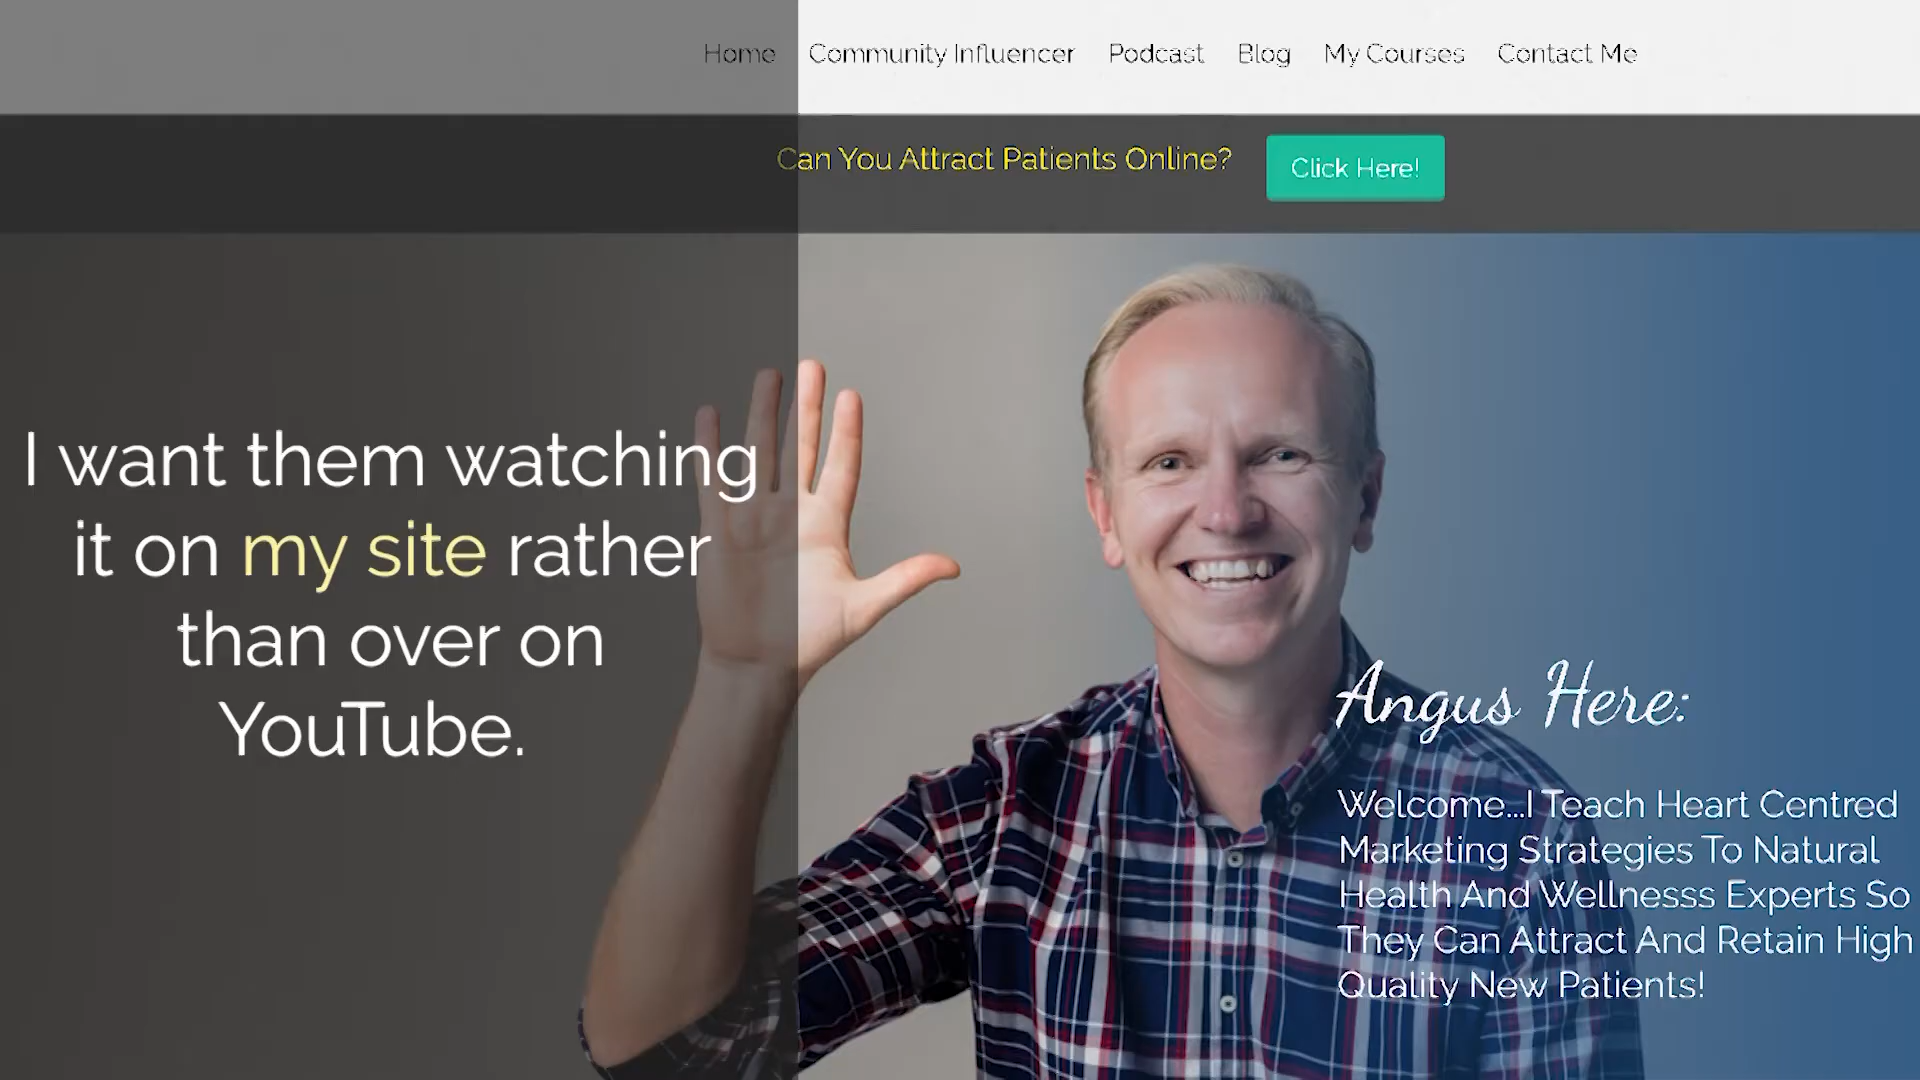 Home Community Influencer Podcast Blog My Courses Contact Me
Can You Attract Patients Online? Click Here!
I want them watching
it on my site rather
than over on
YouTube.
Angus Here:
Welcome...I Teach Heart Centred
Marketing Strategies To Natural
Health And Wellnesss Experts So
They Can Attract And Retain High
Quality New Patients!